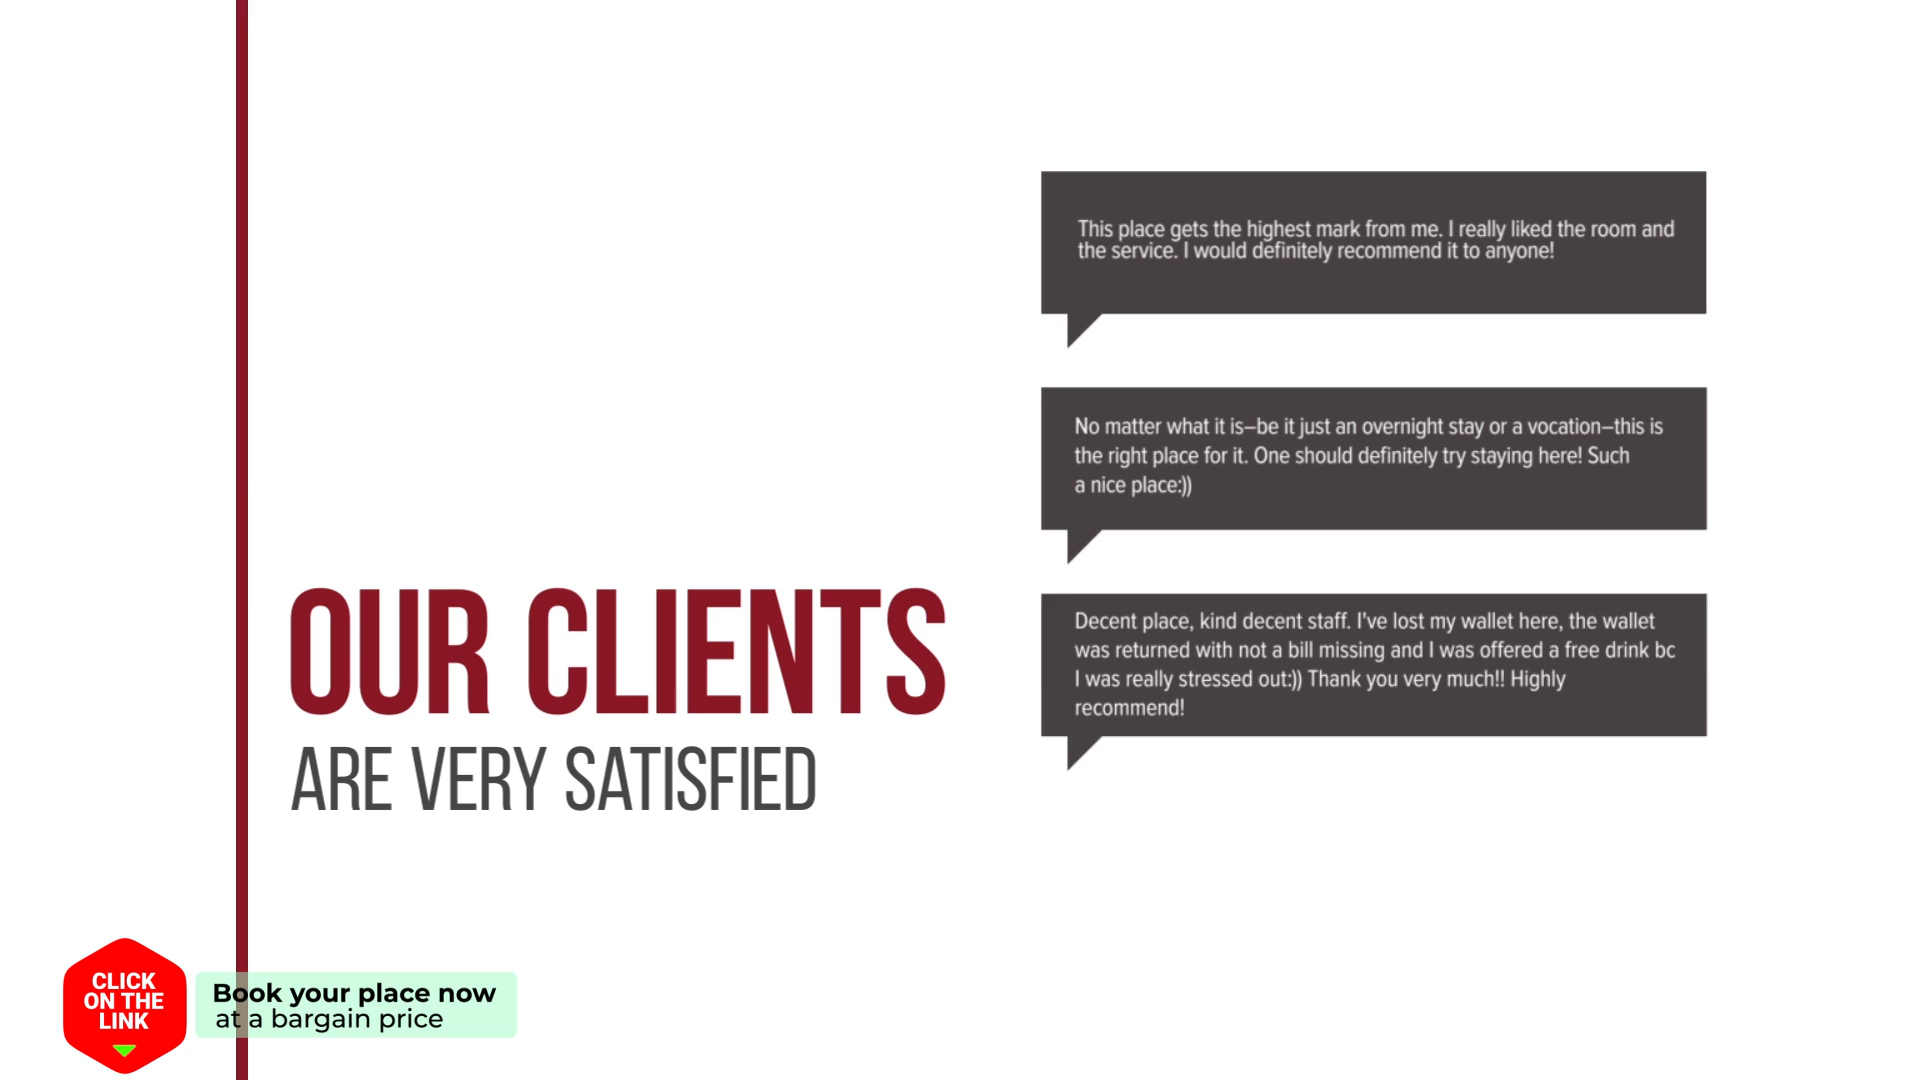 This place gets the highest mark from me. I really liked the room and
the service. I would definitely recommend it to anyone!
No matter what it is–be it just an overnight stay or a vocation–this is
the right place for it. One should definitely try staying here! Such
a nice place:))
Decent place, kind decent staff. I've lost my wallet here, the wallet
was returned with not a bill missing and I was offered a free drink bc
I was really stressed out:)) Thank you very much!! Highly
recommend!
OUR CLIENTS
ARE VERY SATISFIED
CLICK
ON THE
LINK
Book your place now
at a bargain price